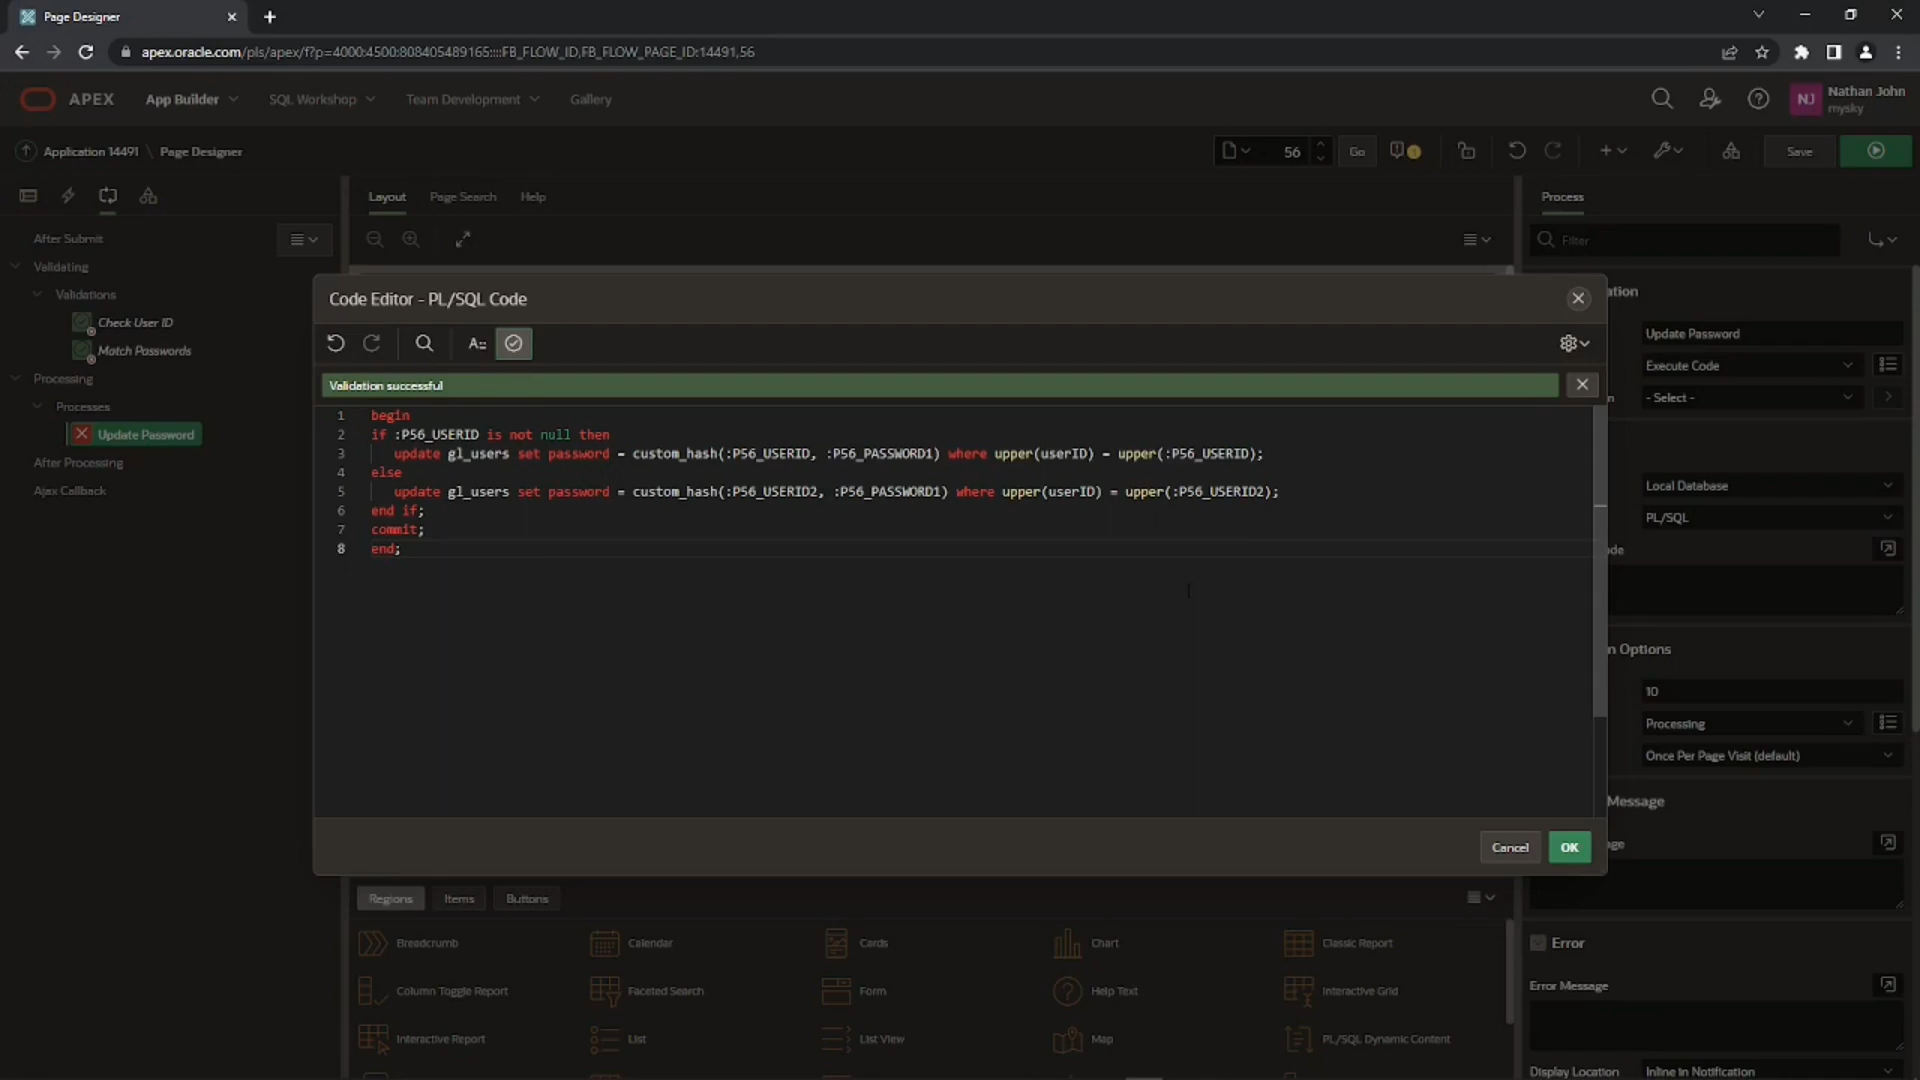 Page Designer
apex.oracle.com/pls/apex/f?p=4000:4500:808405489165::::FB_FLOW_ID,FB_FLOW_PAGE_ID:14491,56
APEX App Builder SQL Workshop Team Development Gallery
NJ Nathan John
mysky
Application 14491 \ Page Designer 56 Go Save
Layout Page Search Help Process
After Submit
Filter
Validating
Validations
Check User ID
Match Passwords
Processing
Processes
Update Password
After Processing
Ajax Callback
Code Editor - PL/SQL Code
Validation successful
1 begin
2 if :P56_USERID is not null then
3 update gl_users set password = custom_hash(:P56_USERID, :P56_PASSWORD1) where upper(userID) = upper(:P56_USERID);
4 else
5 update gl_users set password = custom_hash(:P56_USERID2, :P56_PASSWORD1) where upper(userID) = upper(:P56_USERID2);
6 end if;
7 commit;
8 end;
Cancel OK
ation
Update Password
Execute Code
n - Select -
Local Database
PL/SQL
de
n Options
10
Processing
Once Per Page Visit (default)
Message
ge
Error
Error Message
Display Location Inline in Notification
Regions Items Buttons
Breadcrumb Calendar Cards Chart Classic Report
Column Toggle Report Faceted Search Form Help Text Interactive Grid
Interactive Report List List View Map PL/SQL Dynamic Content